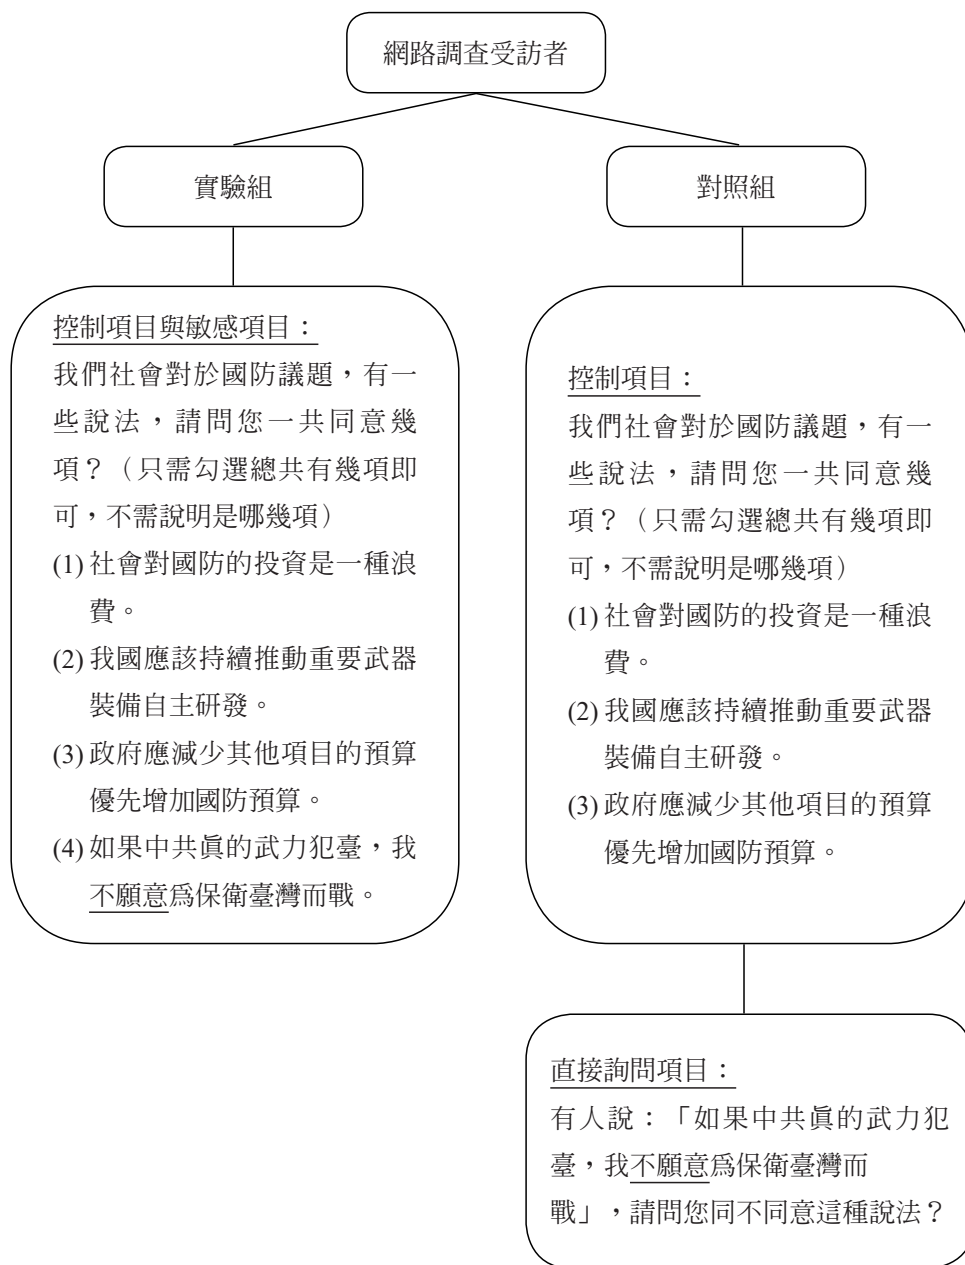 網路調查受訪者
實驗組
對照組
控制項目與敏感項目：
我們社會對於國防議題，有一
些說法，請問您一共同意幾
項？（只需勾選總共有幾項即
可，不需說明是哪幾項）
(1) 社會對國防的投資是一種浪
費。
(2) 我國應該持續推動重要武器
裝備自主研發。
(3) 政府應減少其他項目的預算
優先增加國防預算。
(4) 如果中共眞的武力犯臺，我
不願意爲保衛臺灣而戰。
控制項目：
我們社會對於國防議題，有一
些說法，請問您一共同意幾
項？（只需勾選總共有幾項即
可，不需說明是哪幾項）
(1) 社會對國防的投資是一種浪
費。
(2) 我國應該持續推動重要武器
裝備自主研發。
(3) 政府應減少其他項目的預算
優先增加國防預算。
直接詢問項目：
有人說：「如果中共眞的武力犯
臺，我不願意爲保衛臺灣而
戰」，請問您同不同意這種說法？